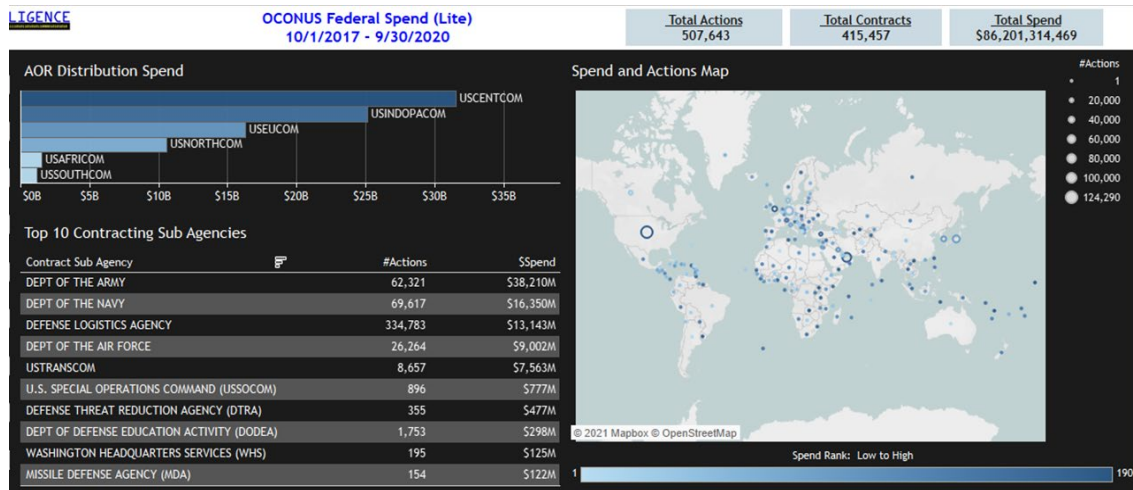 LIGENCE
OCONUS Federal Spend (Lite)
10/1/2017 - 9/30/2020
Total Actions
507,643
Total Contracts
415,457
Total Spend
$86,201,314,469
AOR Distribution Spend
USCENTCOM
USINDOPACOM
USEUCOM
USNORTHCOM
USAFRICOM
USSOUTHCOM
$0B $5B $10B $15B $20B $25B $30B $35B
Top 10 Contracting Sub Agencies
Contract Sub Agency #Actions $Spend
DEPT OF THE ARMY 62,321 $38,210M
DEPT OF THE NAVY 69,617 $16,350M
DEFENSE LOGISTICS AGENCY 334,783 $13,143M
DEPT OF THE AIR FORCE 26,264 $9,002M
USTRANSCOM 8,657 $7,563M
U.S. SPECIAL OPERATIONS COMMAND (USSOCOM) 896 $777M
DEFENSE THREAT REDUCTION AGENCY (DTRA) 355 $477M
DEPT OF DEFENSE EDUCATION ACTIVITY (DODEA) 1,753 $298M
WASHINGTON HEADQUARTERS SERVICES (WHS) 195 $125M
MISSILE DEFENSE AGENCY (MDA) 154 $122M
Spend and Actions Map
#Actions
1
20,000
40,000
60,000
80,000
100,000
124,290
© 2021 Mapbox © OpenStreetMap
Spend Rank: Low to High
1 190